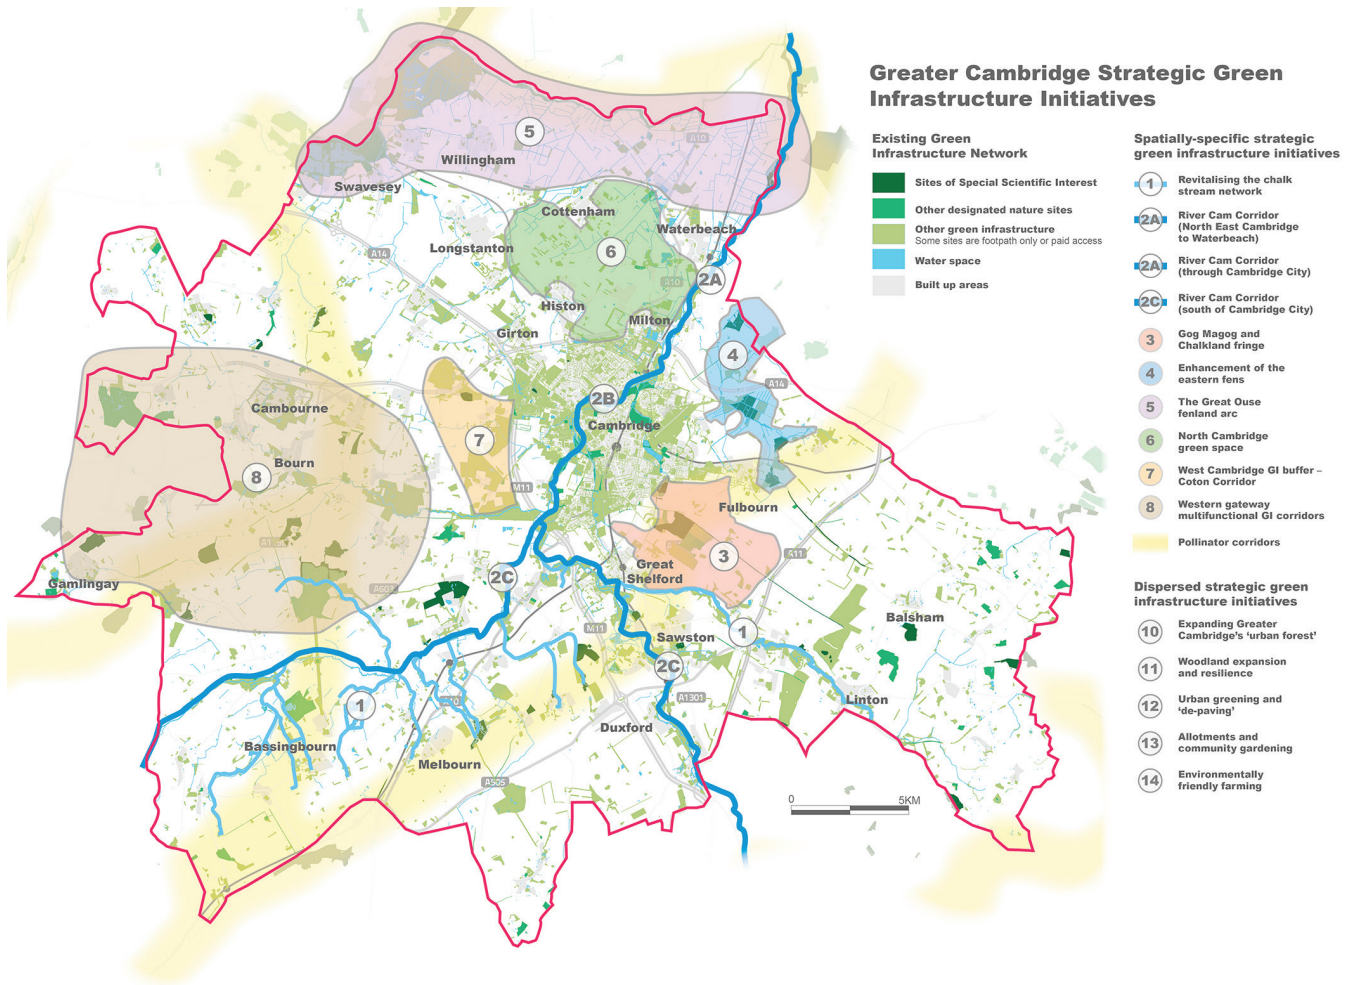 Greater Cambridge Strategic Green
Infrastructure Initiatives
Existing Green
Infrastructure Network
Sites of Special Scientific Interest
Other designated nature sites
Other green infrastructure
Some sites are footpath only or paid access
Water space
Built up areas
Spatially-specific strategic
green infrastructure initiatives
1
Revitalising the chalk
stream network
2A
River Cam Corridor
(North East Cambridge
to Waterbeach)
2A
River Cam Corridor
(through Cambridge City)
2C
River Cam Corridor
(south of Cambridge City)
3
Gog Magog and
Chalkland fringe
4
Enhancement of the
eastern fens
5
The Great Ouse
fenland arc
6
North Cambridge
green space
7
West Cambridge GI buffer –
Coton Corridor
8
Western gateway
multifunctional GI corridors
Pollinator corridors
Dispersed strategic green
infrastructure initiatives
10
Expanding Greater
Cambridge's 'urban forest'
11
Woodland expansion
and resilience
12
Urban greening and
'de-paving'
13
Allotments and
community gardening
14
Environmentally
friendly farming
5
A10
Willingham
Swavesey
Cottenham
Waterbeach
Longstanton
A14
6
A10
2A
Histon
Milton
Girton
4
A14
Cambourne
2B
Cambridge
7
Bourn
8
M11
Fulbourn
3
A11
Great
Shelford
2C
Gamlingay
A603
Balsham
M11
1
Sawston
2C
A1301
Linton
1
A10
Duxford
Bassingbourn
Melbourn
A505
0
5KM